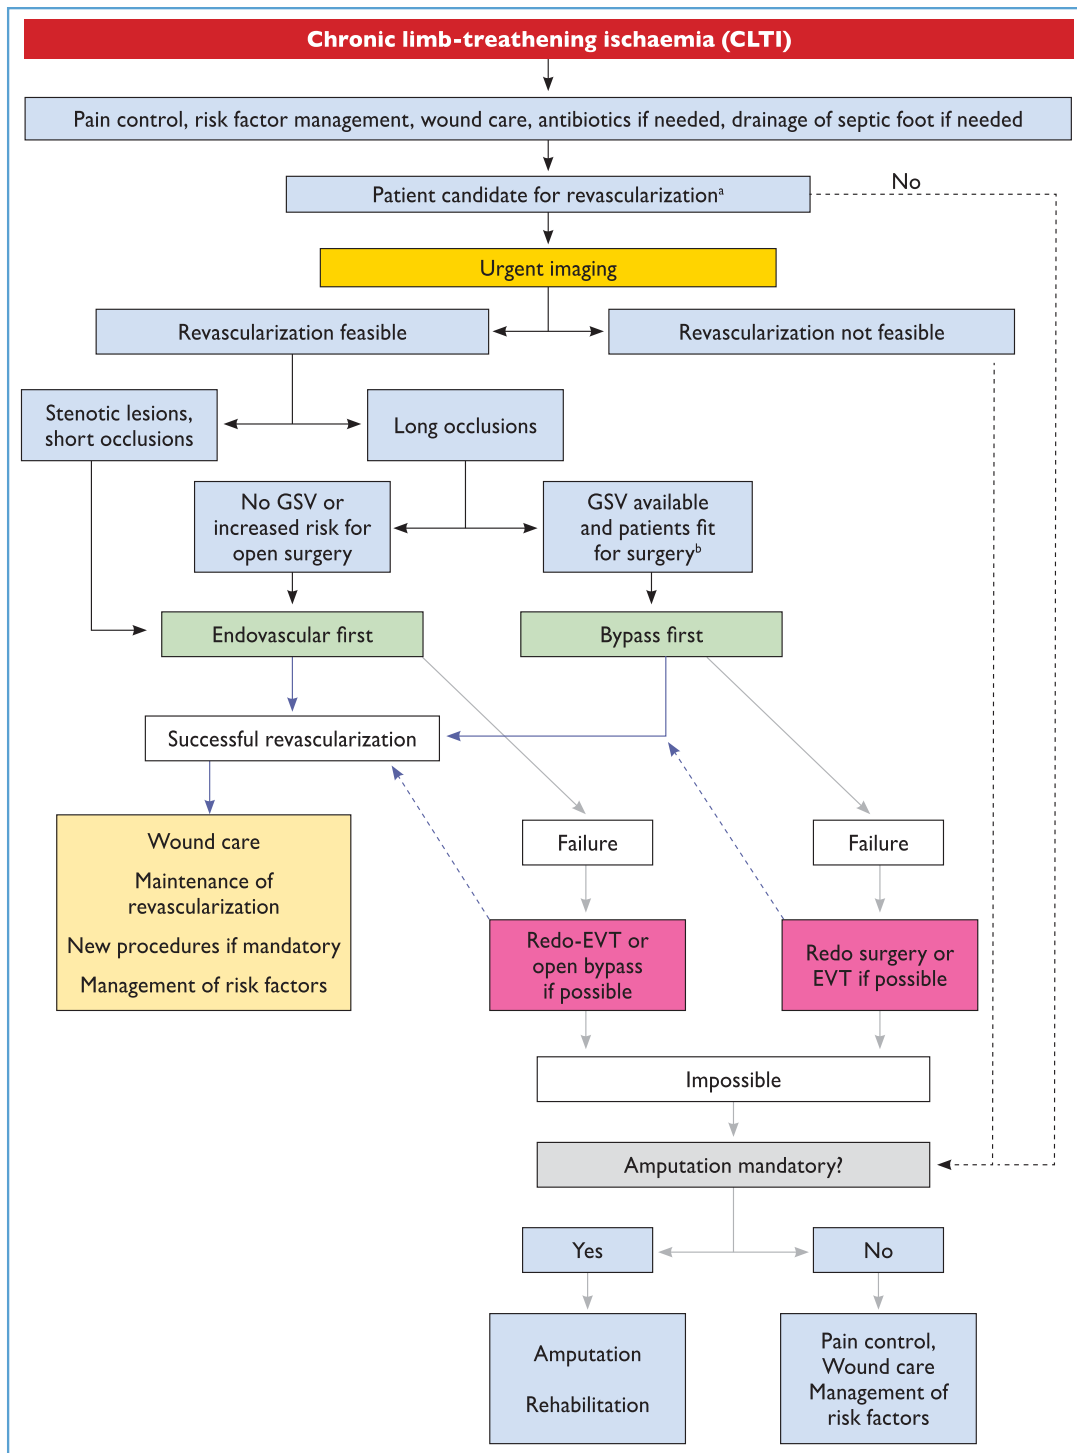 Chronic limb-treathening ischaemia (CLTI)
Pain control, risk factor management, wound care, antibiotics if needed, drainage of septic foot if needed
Patient candidate for revascularizationa
No
Urgent imaging
Revascularization feasible
Revascularization not feasible
Stenotic lesions,
short occlusions
Long occlusions
No GSV or
increased risk for
open surgery
GSV available
and patients fit
for surgeryb
Endovascular first
Bypass first
Successful revascularization
Wound care
Maintenance of
revascularization
New procedures if mandatory
Management of risk factors
Failure
Failure
Redo-EVT or
open bypass
if possible
Redo surgery or
EVT if possible
Impossible
Amputation mandatory?
Yes
No
Amputation
Rehabilitation
Pain control,
Wound care
Management of
risk factors